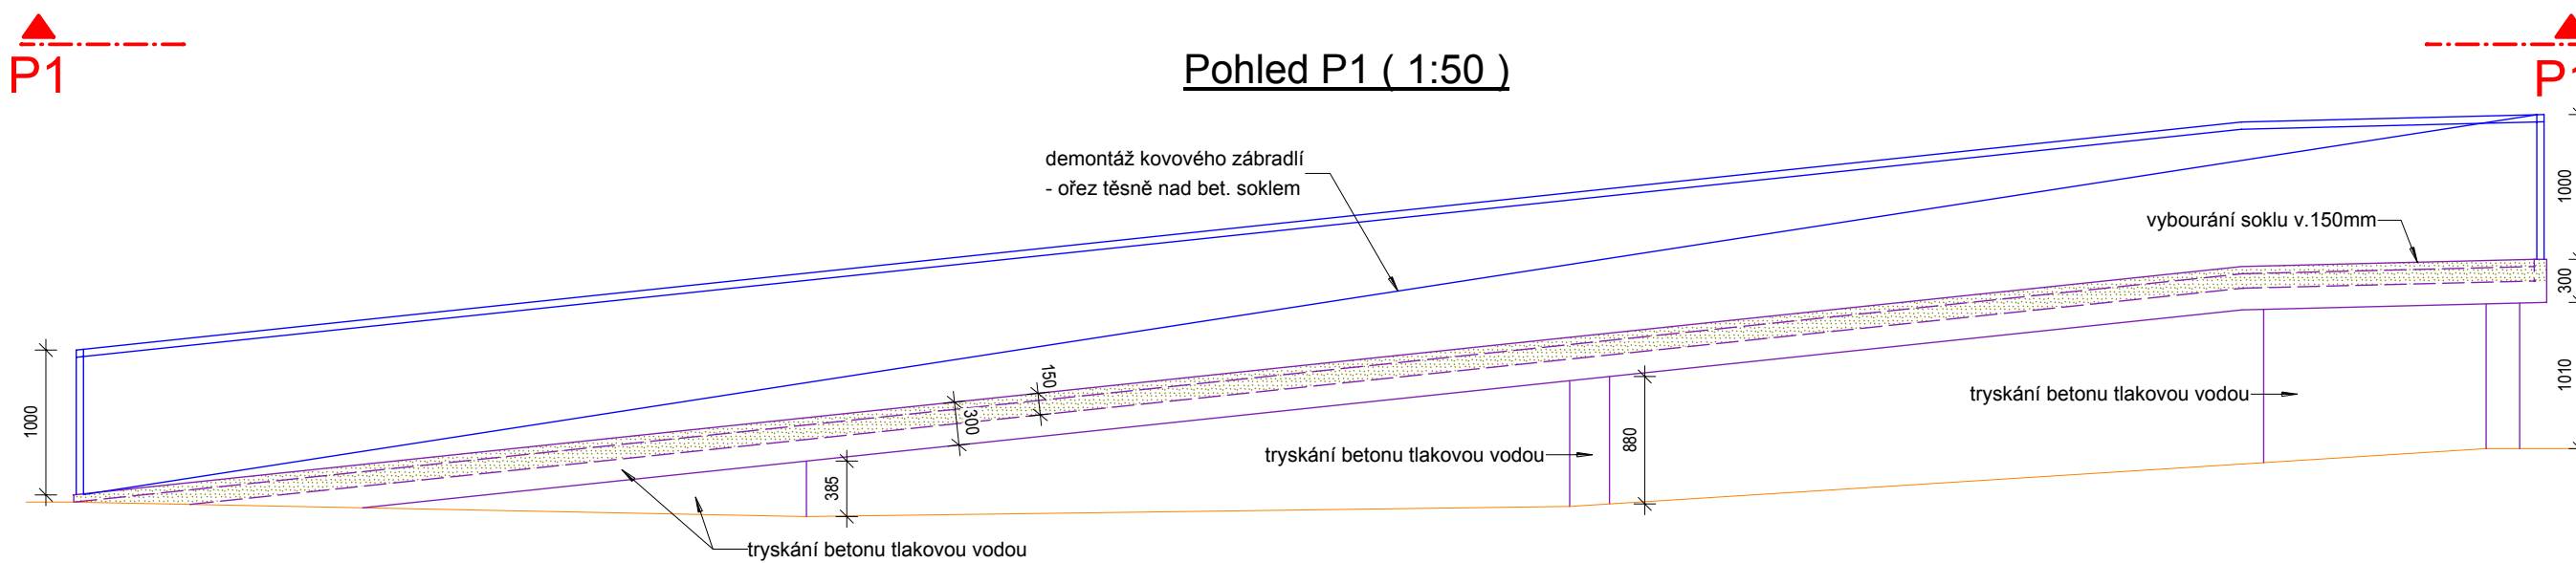 P1
Pohled P1 ( 1:50 )
P1
demontáž kovového zábradlí
- ořez těsně nad bet. soklem
vybourání soklu v.150mm
1000
300
1010
1000
150
300
385
880
tryskání betonu tlakovou vodou
tryskání betonu tlakovou vodou
tryskání betonu tlakovou vodou